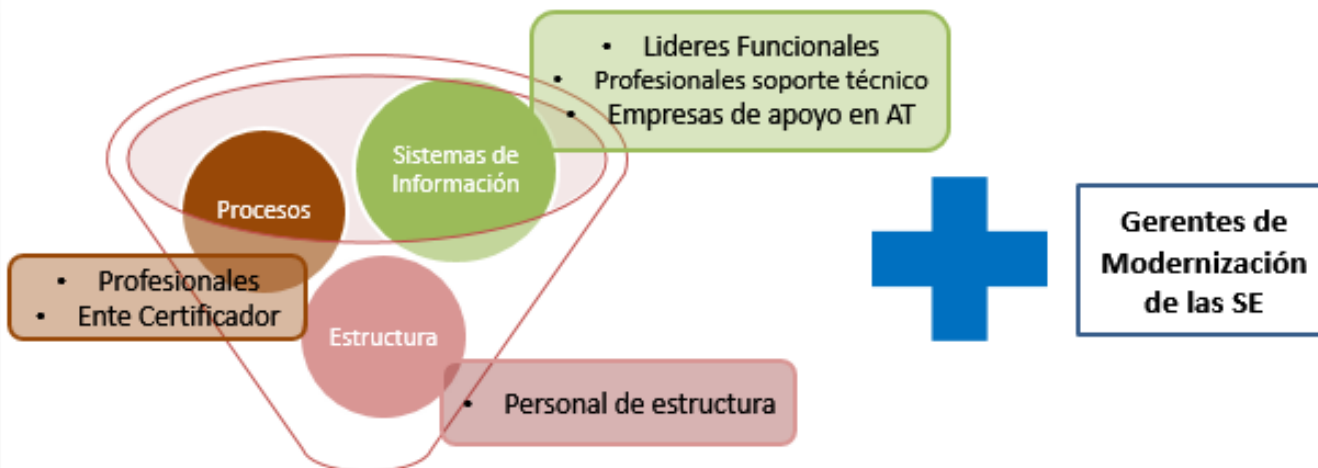 • Lideres Funcionales
• Profesionales soporte técnico
• Empresas de apoyo en AT
Sistemas de
Información
Procesos
• Profesionales
• Ente Certificador
Estructura
• Personal de estructura
Gerentes de
Modernización
de las SE